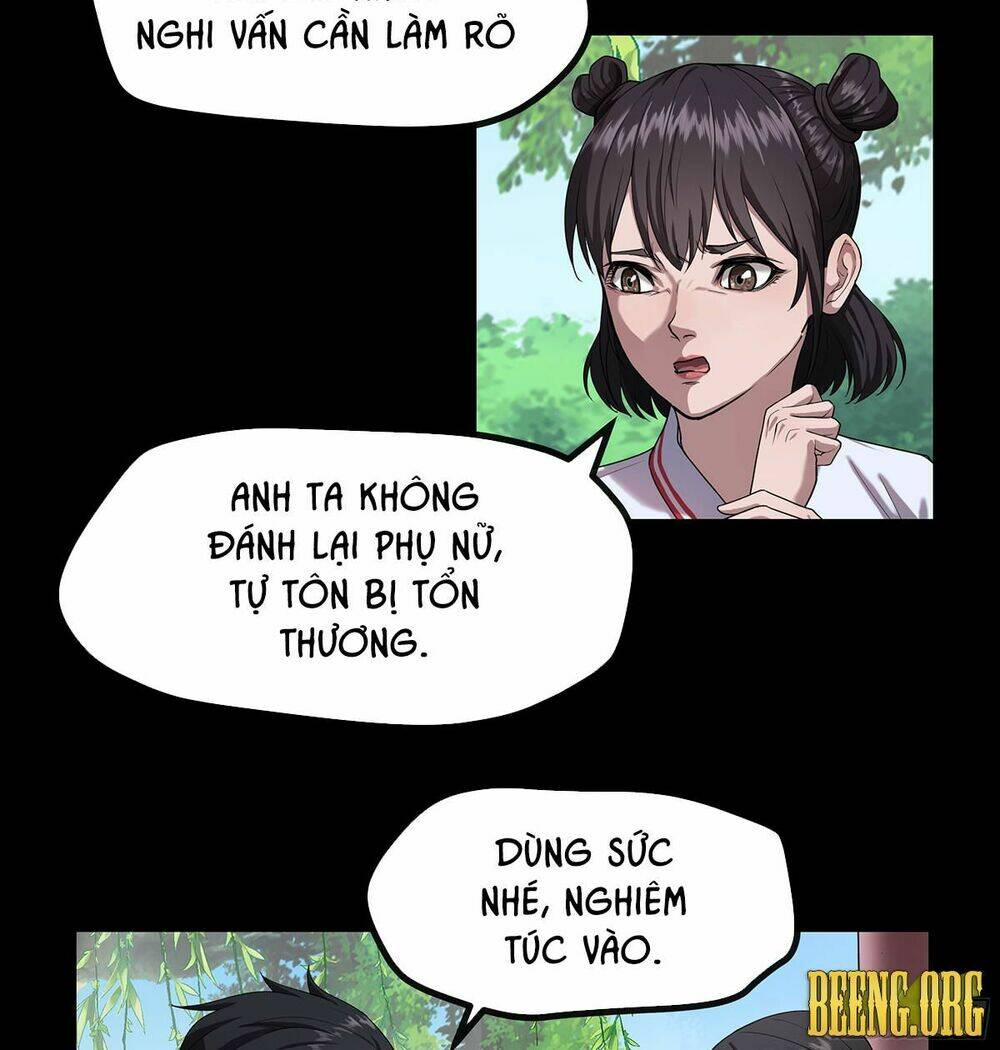 NGHI VẤN CẦN LÀM RÕ
ANH TA KHÔNG
ĐÁNH LẠI PHỤ NỮ,
TỰ TÔN BỊ TỔN
THƯƠNG.
DÙNG SỨC
NHÉ, NGHIÊM
TÚC VÀO.
BEENG.ORG